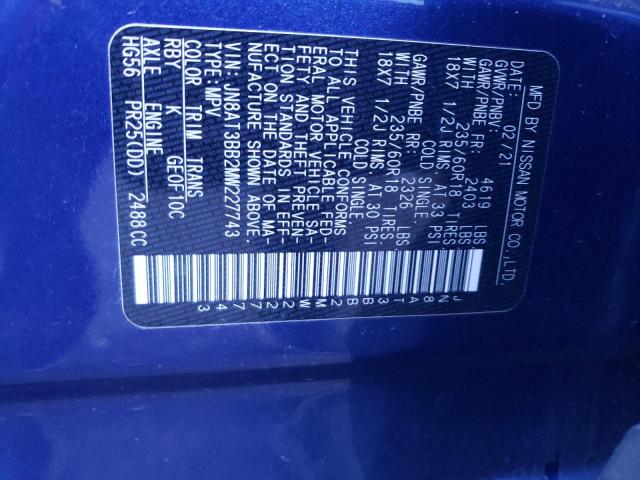 MFD BY NISSAN MOTOR CO.,LTD.
DATE: 02/21
GVWR/PNBV: 4619 LBS
GAWR/PNBE FR: 2403 LBS
WITH 235/60R18 TIRES
18X7 1/2J RIMS AT 33 PSI
COLD SINGLE
GAWR/PNBE RR: 2326 LBS
WITH 235/60R18 TIRES
18X7 1/2J RIMS AT 30 PSI
COLD SINGLE
THIS VEHICLE CONFORMS
TO ALL APPLICABLE FED-
ERAL MOTOR VEHICLE SA-
FETY AND THEFT PREVEN-
TION STANDARDS IN EFF-
ECT ON THE DATE OF MA-
NUFACTURE SHOWN ABOVE.
VIN: JN8AT3BB2MW227743
TYPE: MPV
COLOR TRIM TRANS
RBY K GEOF10C
AXLE ENGINE
HG56 PR25(DD) 2488CC
JN8AT3BB2MW227743